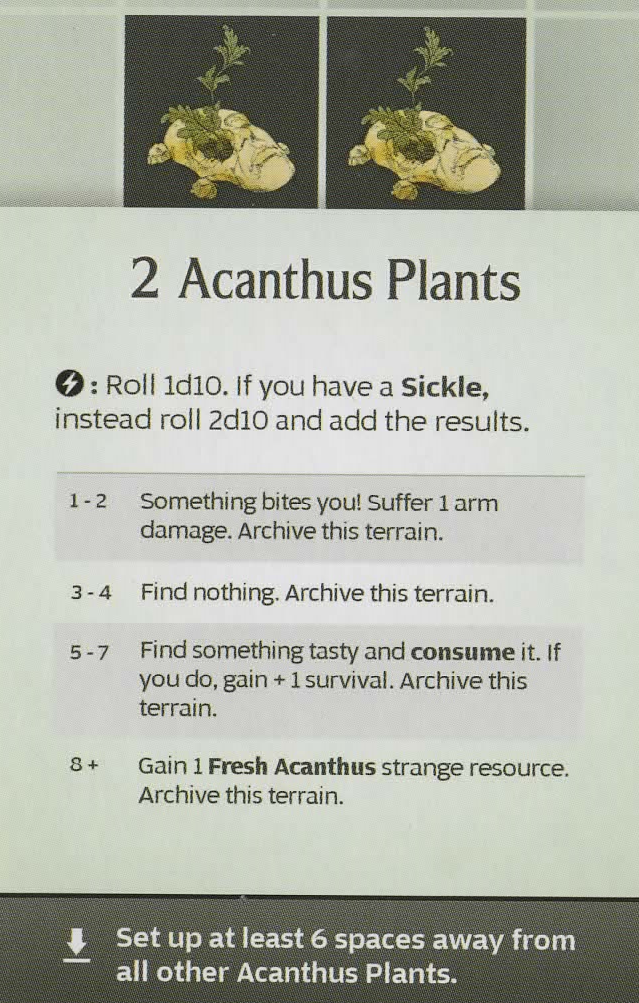 2 Acanthus Plants
: Roll 1d10. If you have a Sickle,
instead roll 2d10 and add the results.
1 - 2 Something bites you! Suffer 1 arm
damage. Archive this terrain.
3 - 4 Find nothing. Archive this terrain.
5 - 7 Find something tasty and consume it. If
you do, gain + 1 survival. Archive this
terrain.
8 + Gain 1 Fresh Acanthus strange resource.
Archive this terrain.
Set up at least 6 spaces away from
all other Acanthus Plants.